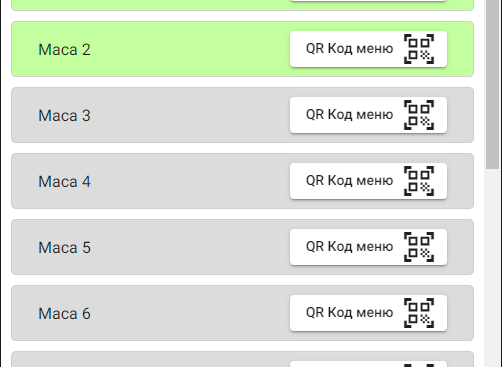 Маса 2 QR Код меню
Маса 3 QR Код меню
Маса 4 QR Код меню
Маса 5 QR Код меню
Маса 6 QR Код меню